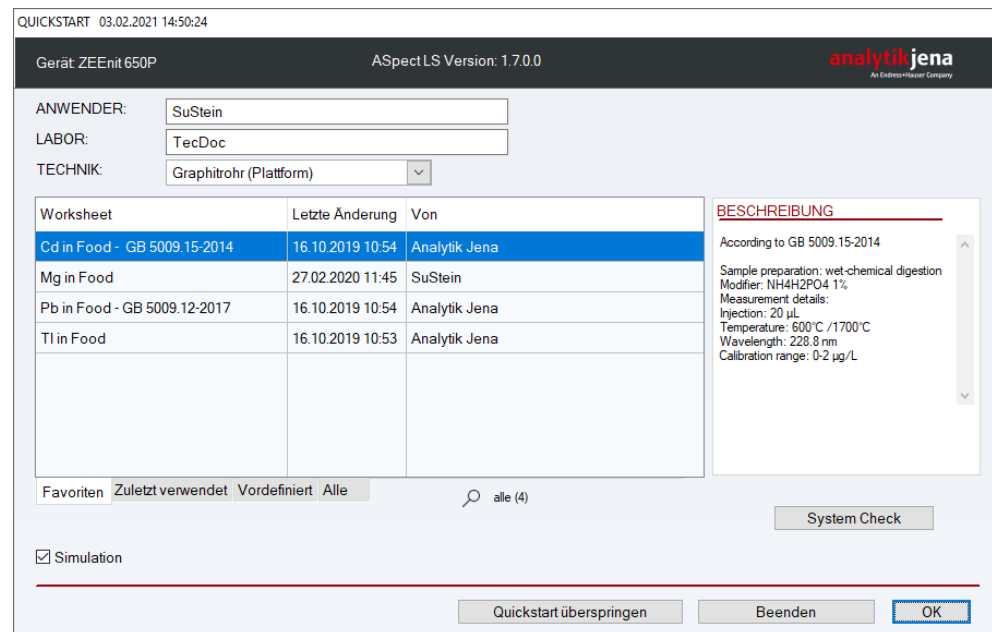 QUICKSTART 03.02.2021 14:50:24
Gerät: ZEEnit 650P ASpect LS Version: 1.7.0.0 analytikjena
An Endress+Hauser Company
ANWENDER: SuStein
LABOR: TecDoc
TECHNIK: Graphitrohr (Plattform)
Worksheet Letzte Änderung Von
Cd in Food - GB 5009.15-2014 16.10.2019 10:54 Analytik Jena
Mg in Food 27.02.2020 11:45 SuStein
Pb in Food - GB 5009.12-2017 16.10.2019 10:54 Analytik Jena
Tl in Food 16.10.2019 10:53 Analytik Jena
BESCHREIBUNG
According to GB 5009.15-2014
Sample preparation: wet-chemical digestion
Modifier: NH4H2PO4 1%
Measurement details:
Injection: 20 µL
Temperature: 600°C /1700°C
Wavelength: 228.8 nm
Calibration range: 0-2 µg/L
Favoriten Zuletzt verwendet Vordefiniert Alle alle (4)
System Check
Simulation
Quickstart überspringen Beenden OK